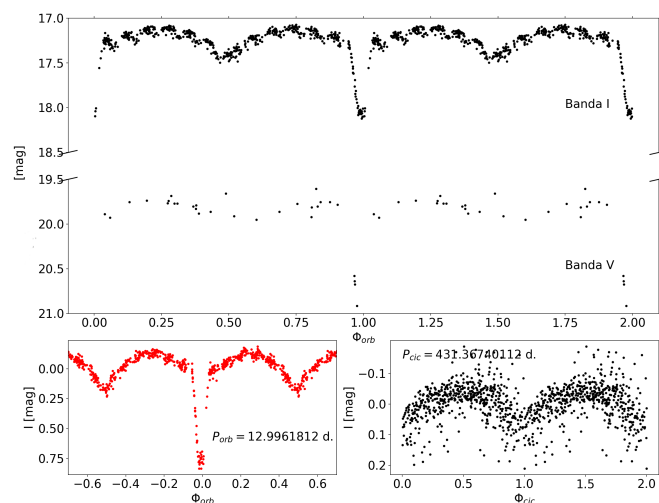 17.0
17.5
18.0
18.5
19.5
20.0
20.5
21.0
[mag]
Banda I
Banda V
0.00 0.25 0.50 0.75 1.00 1.25 1.50 1.75 2.00
Φorb
0.00
0.25
0.50
0.75
I [mag]
Porb = 12.9961812 d.
−0.6 −0.4 −0.2 0.0 0.2 0.4 0.6
Φorb
−0.1
0.0
0.1
0.2
I [mag]
Pcic = 431.36740112 d.
0.0 0.5 1.0 1.5 2.0
Φcic